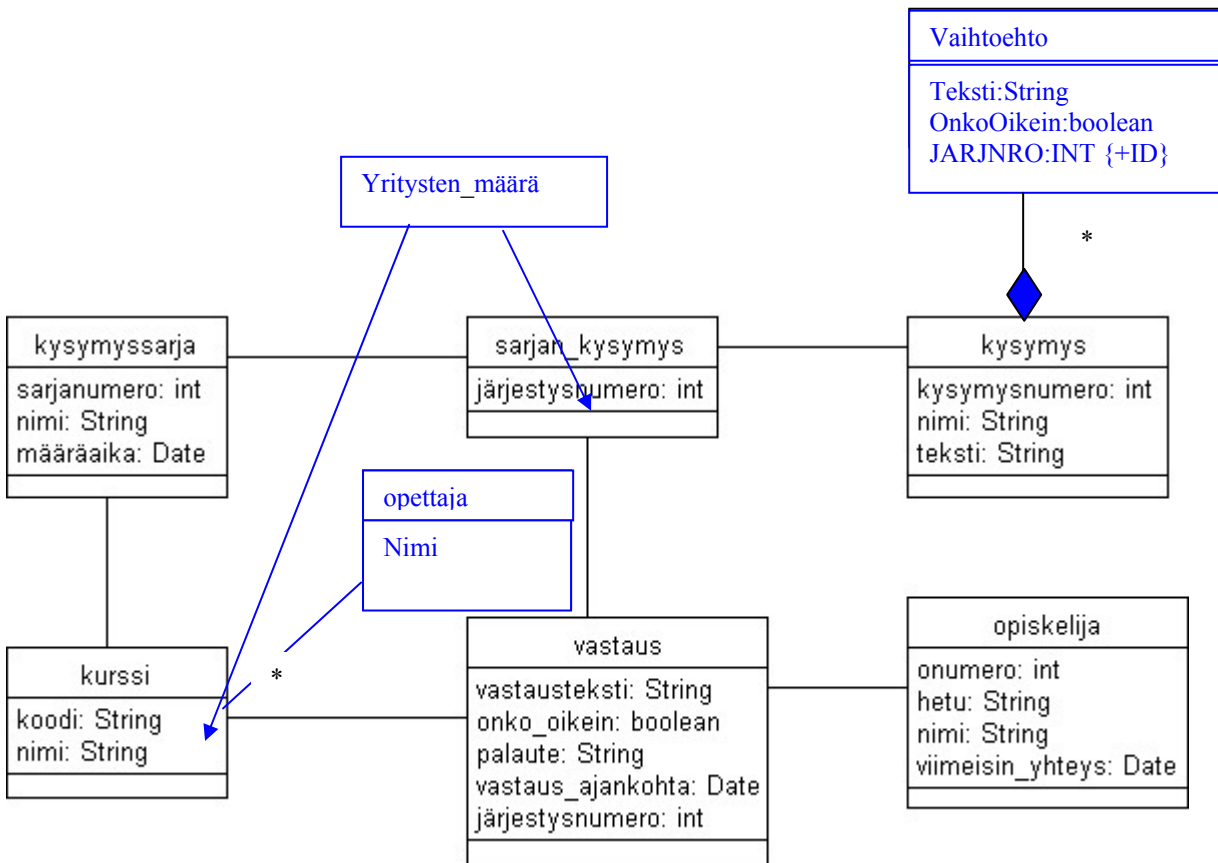 Vaihtoehto
Teksti:String
OnkoOikein:boolean
JARJNRO:INT {+ID}
*
Yritysten_määrä
kysymyssarja
sarjanumero: int
nimi: String
määräaika: Date
sarjan_kysymys
järjestysnumero: int
kysymys
kysymysnumero: int
nimi: String
teksti: String
opettaja
Nimi
*
kurssi
koodi: String
nimi: String
vastaus
vastausteksti: String
onko_oikein: boolean
palaute: String
vastaus_ajankohta: Date
järjestysnumero: int
opiskelija
onumero: int
hetu: String
nimi: String
viimeisin_yhteys: Date